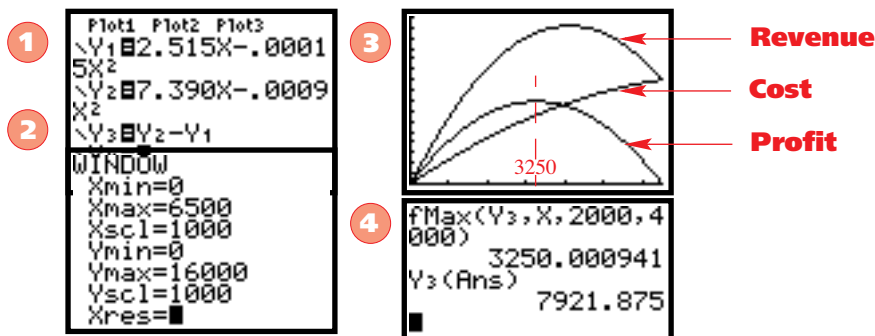 1
Plot1 Plot2 Plot3
\Y₁=2.515X-.0001
5X²
\Y₂=7.390X-.0009
X²
\Y₃=Y₂-Y₁
2
WINDOW
Xmin=0
Xmax=6500
Xscl=1000
Ymin=0
Ymax=16000
Yscl=1000
Xres=
3
Revenue
Cost
Profit
3250
4
fMax(Y₃,X,2000,4
000)
3250.000941
Y₃(Ans)
7921.875